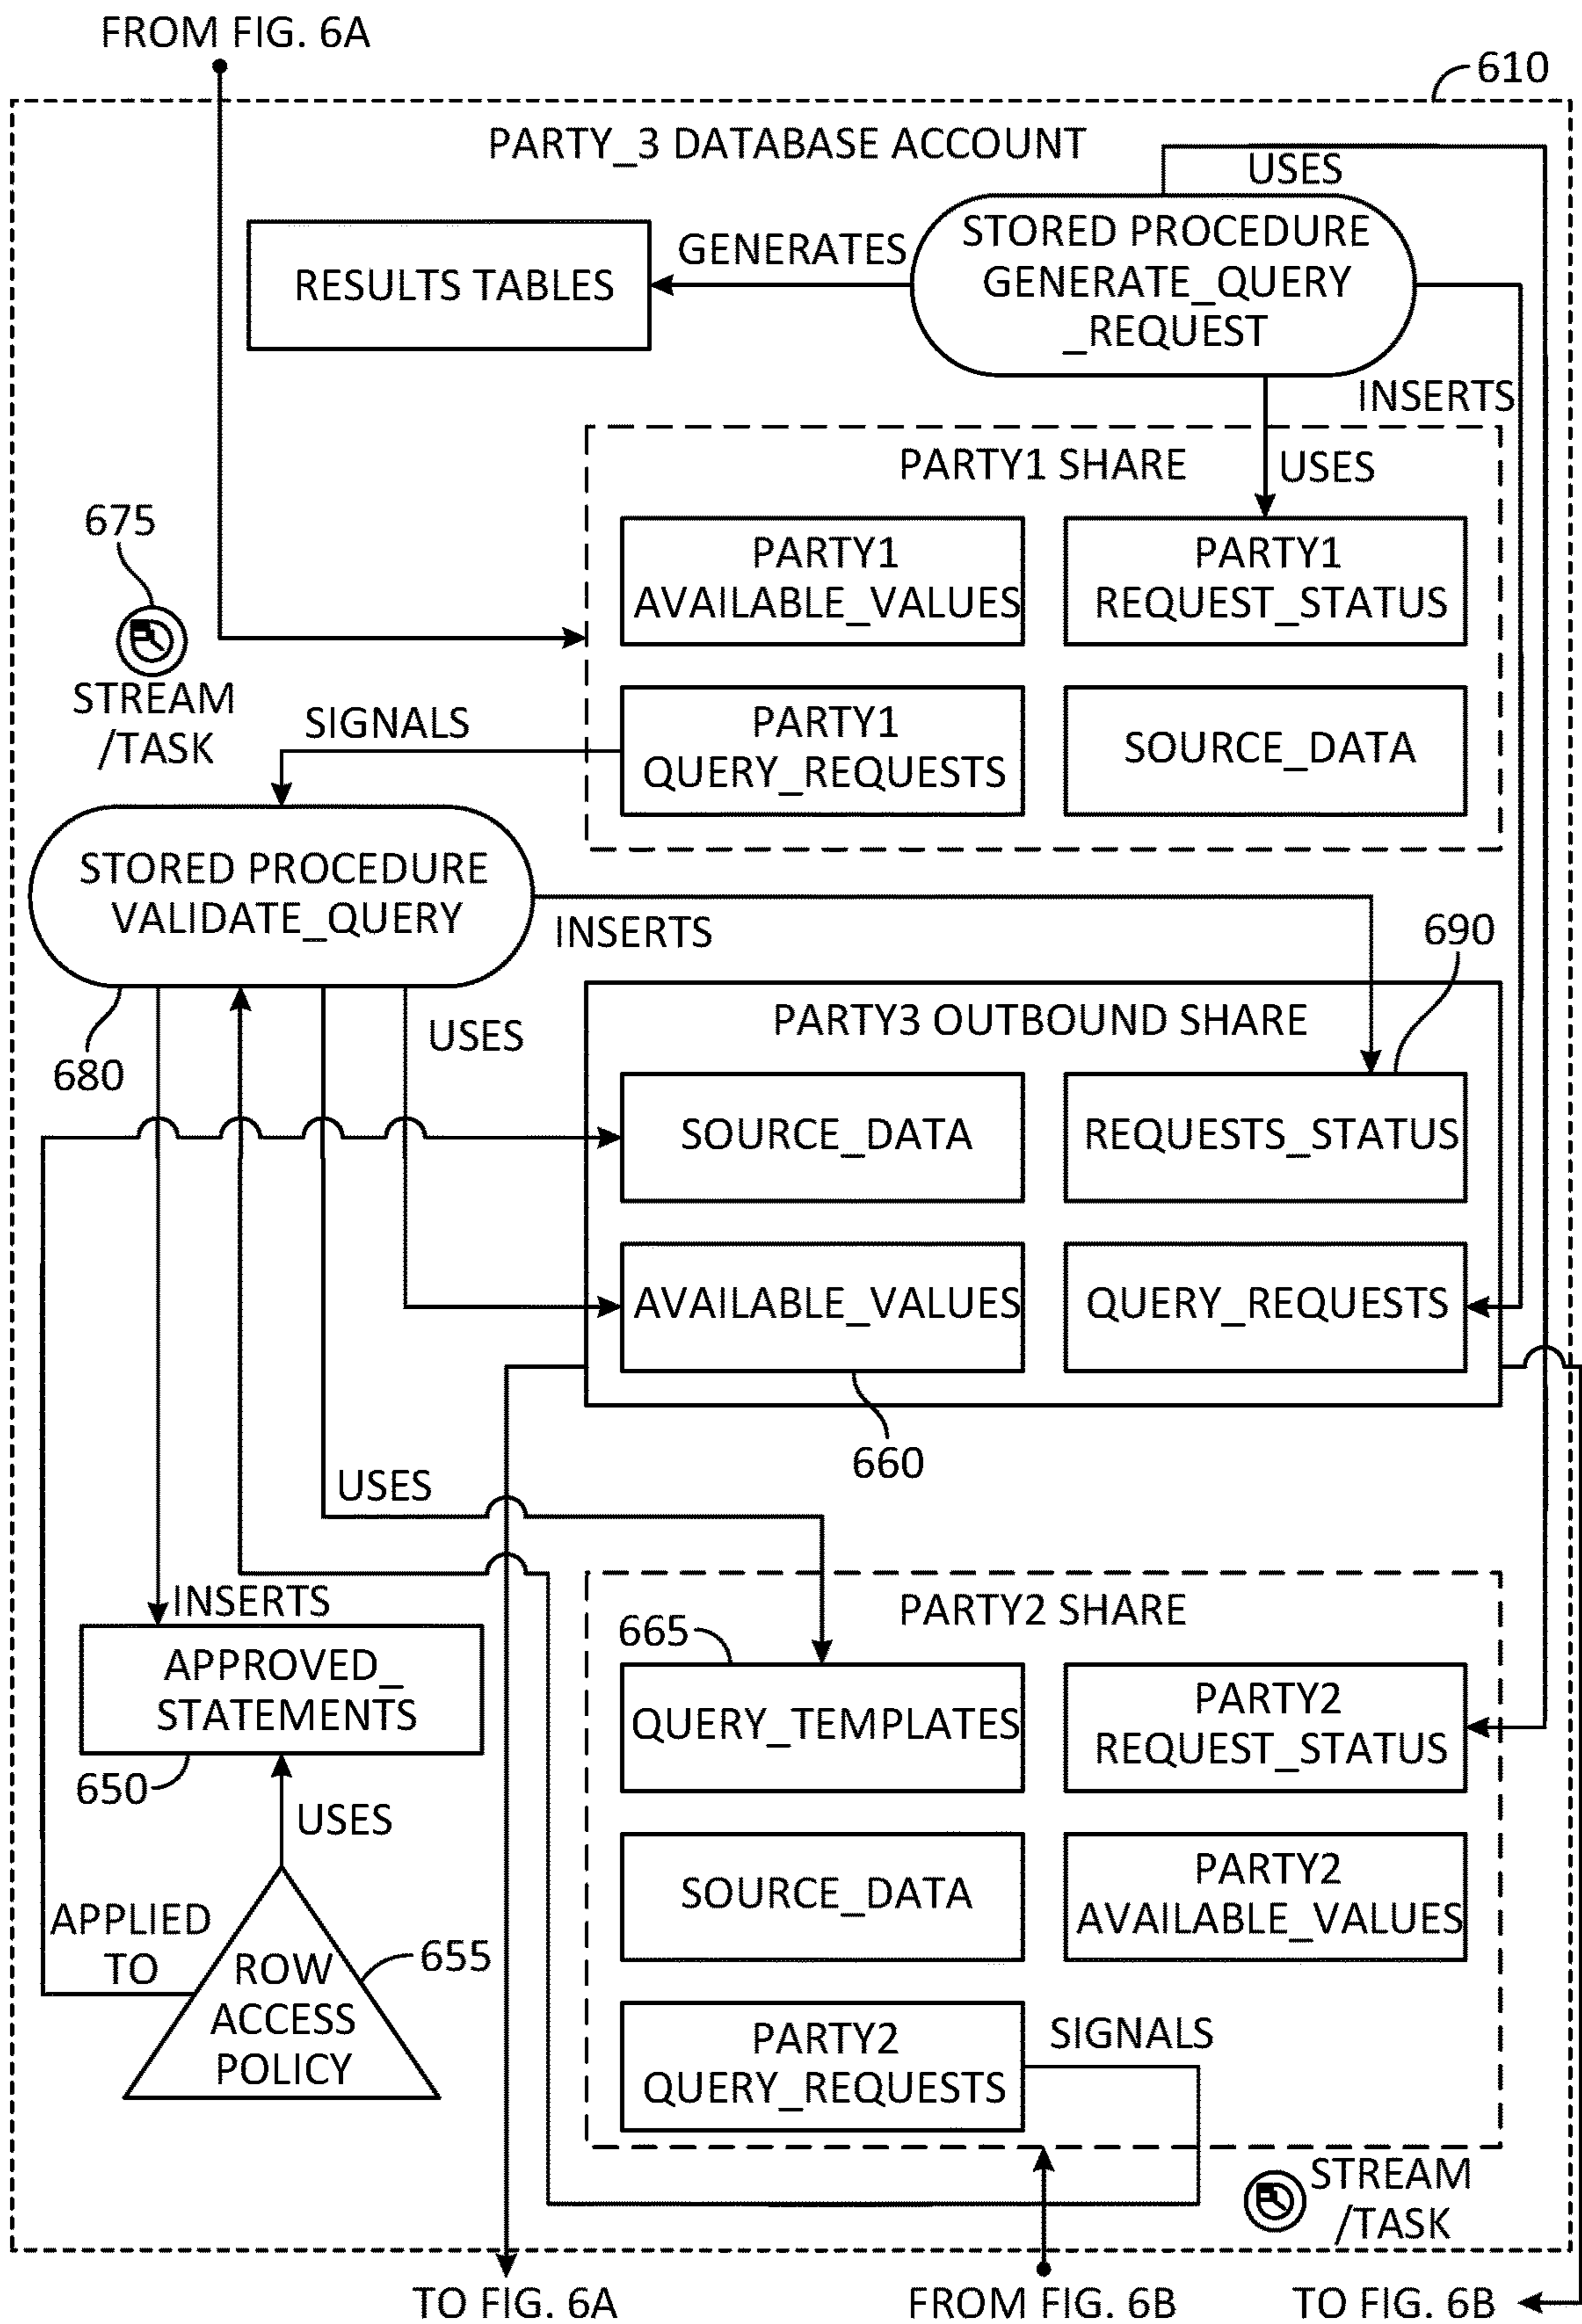 FROM FIG. 6A
610
PARTY_3 DATABASE ACCOUNT
USES
STORED PROCEDURE
GENERATE_QUERY
_REQUEST
GENERATES
RESULTS TABLES
INSERTS
PARTY1 SHARE
USES
PARTY1
AVAILABLE_VALUES
PARTY1
REQUEST_STATUS
675
STREAM
/TASK
SIGNALS
PARTY1
QUERY_REQUESTS
SOURCE_DATA
STORED PROCEDURE
VALIDATE_QUERY
INSERTS
690
680
USES
PARTY3 OUTBOUND SHARE
SOURCE_DATA
REQUESTS_STATUS
AVAILABLE_VALUES
QUERY_REQUESTS
660
USES
INSERTS
PARTY2 SHARE
665
APPROVED_
STATEMENTS
QUERY_TEMPLATES
PARTY2
REQUEST_STATUS
650
USES
SOURCE_DATA
PARTY2
AVAILABLE_VALUES
APPLIED
TO
ROW
ACCESS
POLICY
655
PARTY2
QUERY_REQUESTS
SIGNALS
STREAM
/TASK
TO FIG. 6A
FROM FIG. 6B
TO FIG. 6B